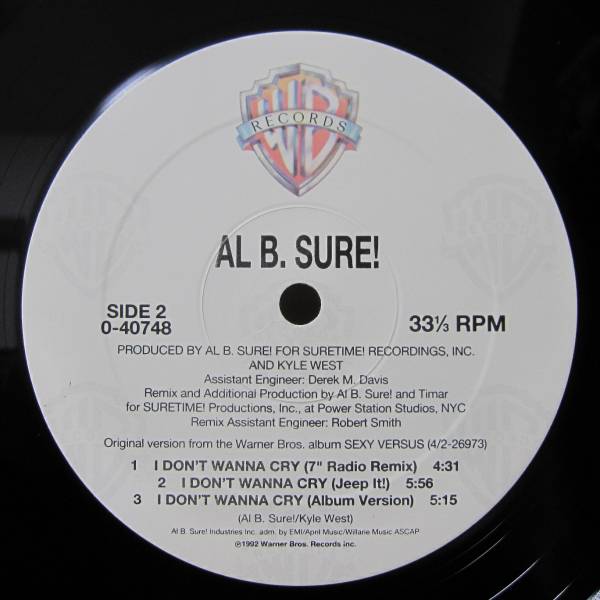 RECORDS
AL B. SURE!
SIDE 2
0-40748
33⅓ RPM
PRODUCED BY AL B. SURE! FOR SURETIME! RECORDINGS, INC.
AND KYLE WEST
Assistant Engineer: Derek M. Davis
Remix and Additional Production by Al B. Sure! and Timar
for SURETIME! Productions, Inc., at Power Station Studios, NYC
Remix Assistant Engineer: Robert Smith
Original version from the Warner Bros. album SEXY VERSUS (4/2-26973)
1 I DON'T WANNA CRY (7" Radio Remix) 4:31
2 I DON'T WANNA CRY (Jeep It!) 5:56
3 I DON'T WANNA CRY (Album Version) 5:15
(Al B. Sure!/Kyle West)
Al B. Sure! Industries Inc. adm. by EMI/April Music/Willarie Music ASCAP
℗1992 Warner Bros. Records Inc.